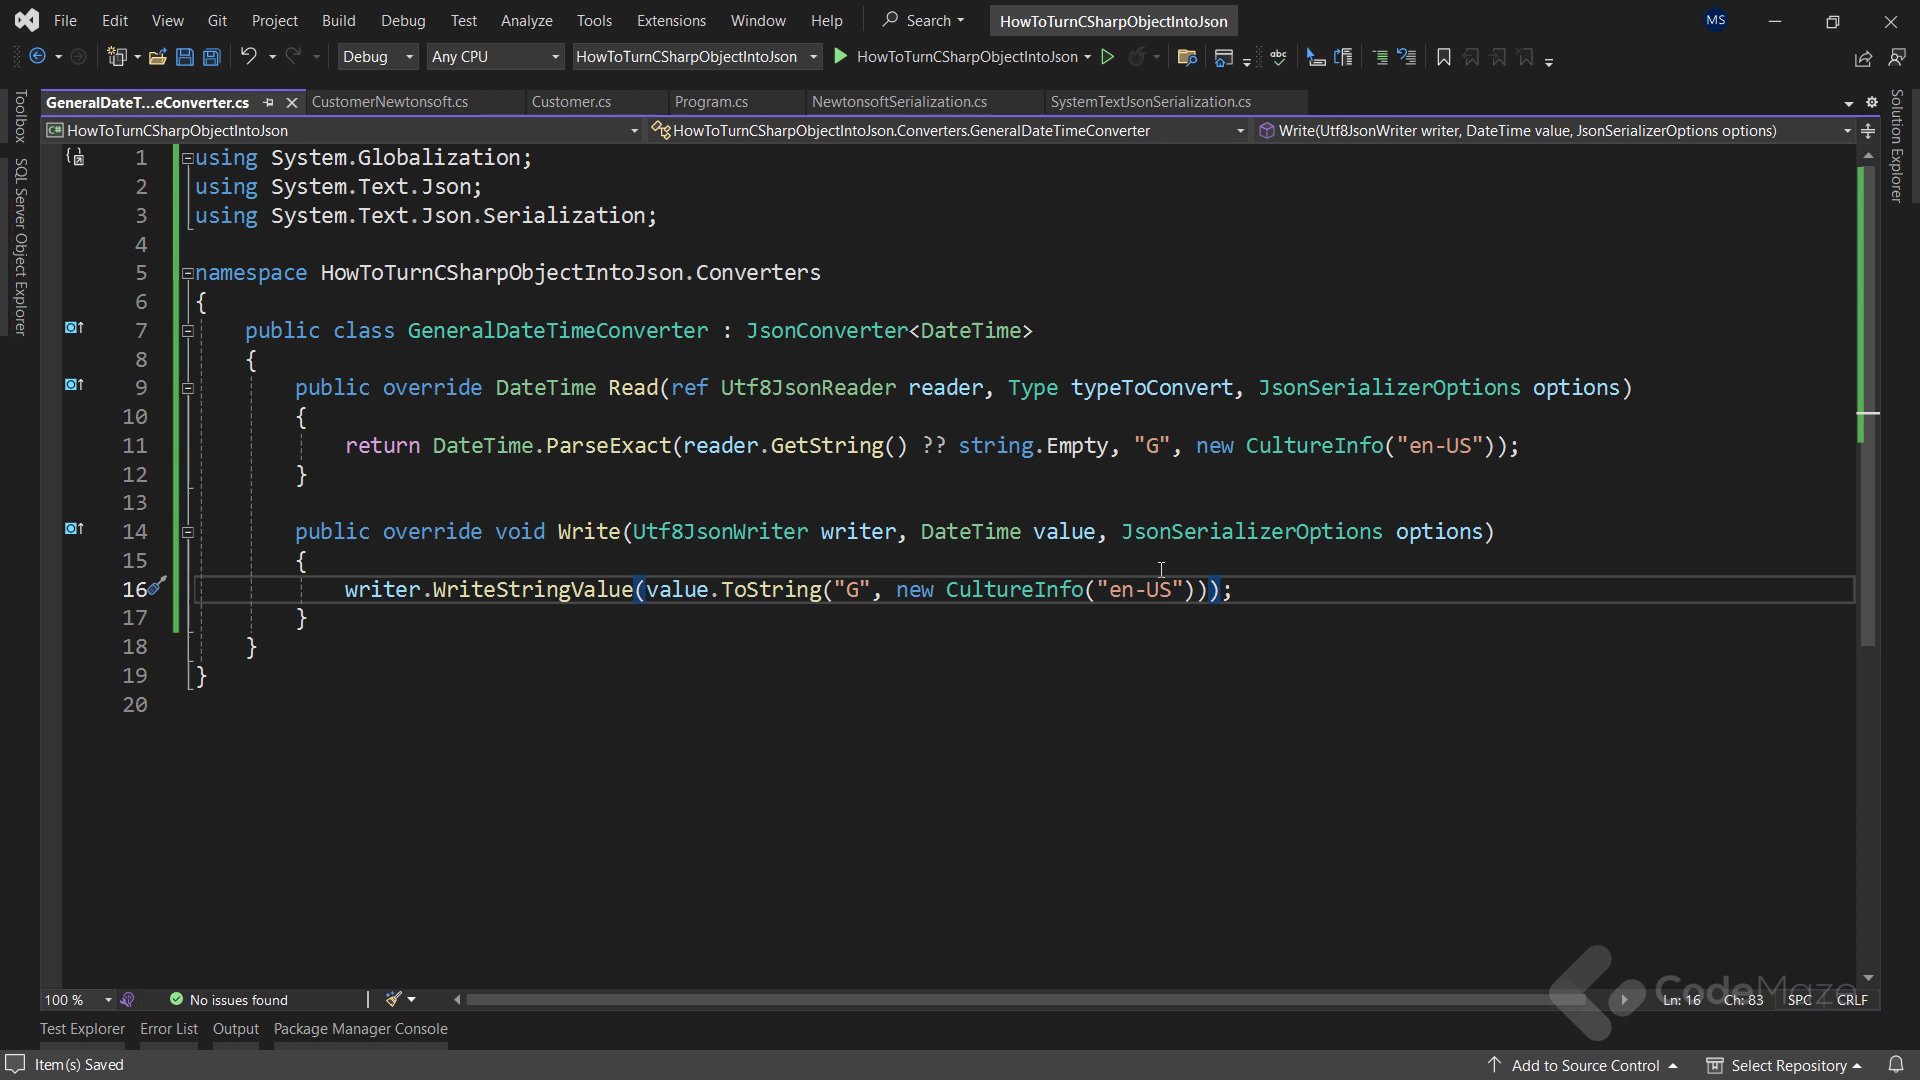 File Edit View Git Project Build Debug Test Analyze Tools Extensions Window Help Search HowToTurnCSharpObjectIntoJson MS
Debug Any CPU HowToTurnCSharpObjectIntoJson HowToTurnCSharpObjectIntoJson
GeneralDateT...eConverter.cs CustomerNewtonsoft.cs Customer.cs Program.cs NewtonsoftSerialization.cs SystemTextJsonSerialization.cs
HowToTurnCSharpObjectIntoJson HowToTurnCSharpObjectIntoJson.Converters.GeneralDateTimeConverter Write(Utf8JsonWriter writer, DateTime value, JsonSerializerOptions options)
Toolbox
SQL Server Object Explorer
Solution Explorer
1 using System.Globalization;
2 using System.Text.Json;
3 using System.Text.Json.Serialization;
4
5 namespace HowToTurnCSharpObjectIntoJson.Converters
6 {
7 public class GeneralDateTimeConverter : JsonConverter<DateTime>
8 {
9 public override DateTime Read(ref Utf8JsonReader reader, Type typeToConvert, JsonSerializerOptions options)
10 {
11 return DateTime.ParseExact(reader.GetString() ?? string.Empty, "G", new CultureInfo("en-US"));
12 }
13
14 public override void Write(Utf8JsonWriter writer, DateTime value, JsonSerializerOptions options)
15 {
16 writer.WriteStringValue(value.ToString("G", new CultureInfo("en-US")));
17 }
18 }
19 }
20
100 % No issues found Ln: 16 Ch: 83 SPC CRLF
CodeMaze
Test Explorer Error List Output Package Manager Console
Item(s) Saved Add to Source Control Select Repository